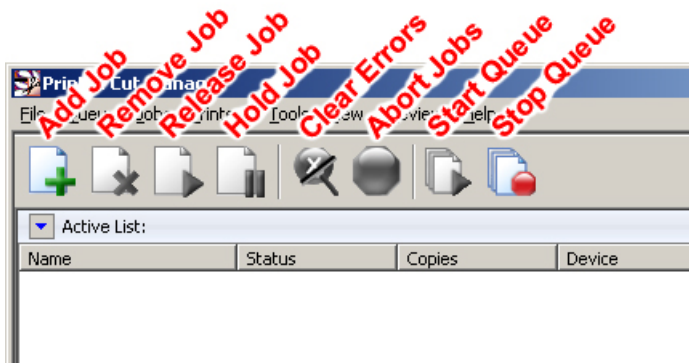 Add Job
Remove Job
Release Job
Hold Job
Clear Errors
Abort Jobs
Start Queue
Stop Queue
Active List:
Name Status Copies Device